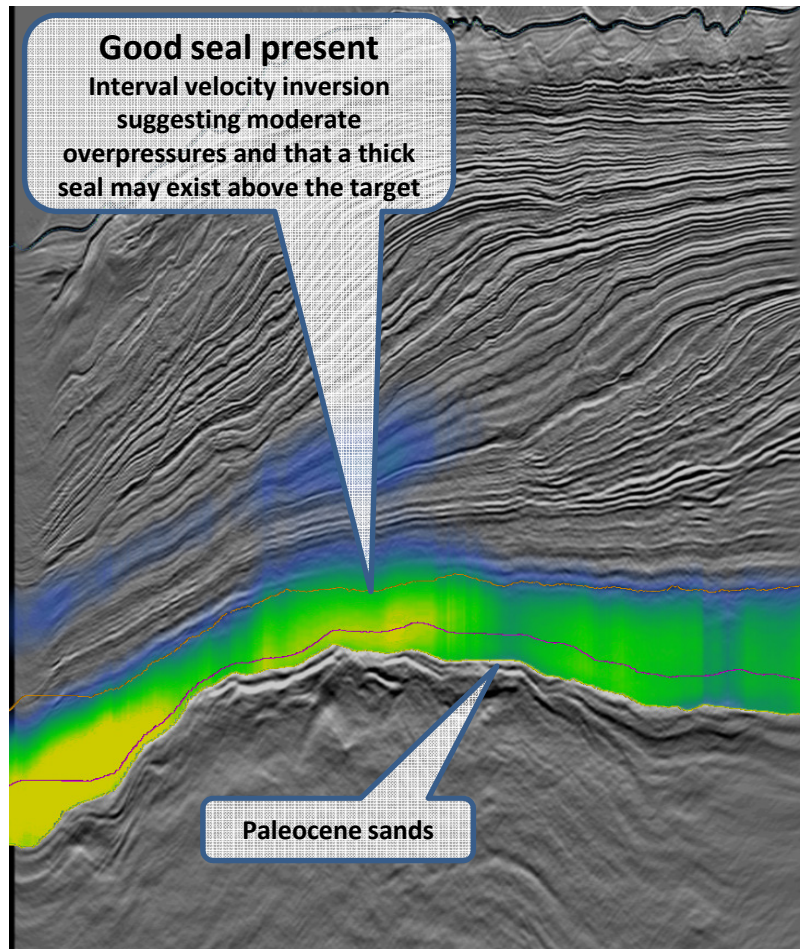 Good seal present
Interval velocity inversion
suggesting moderate
overpressures and that a thick
seal may exist above the target
Paleocene sands